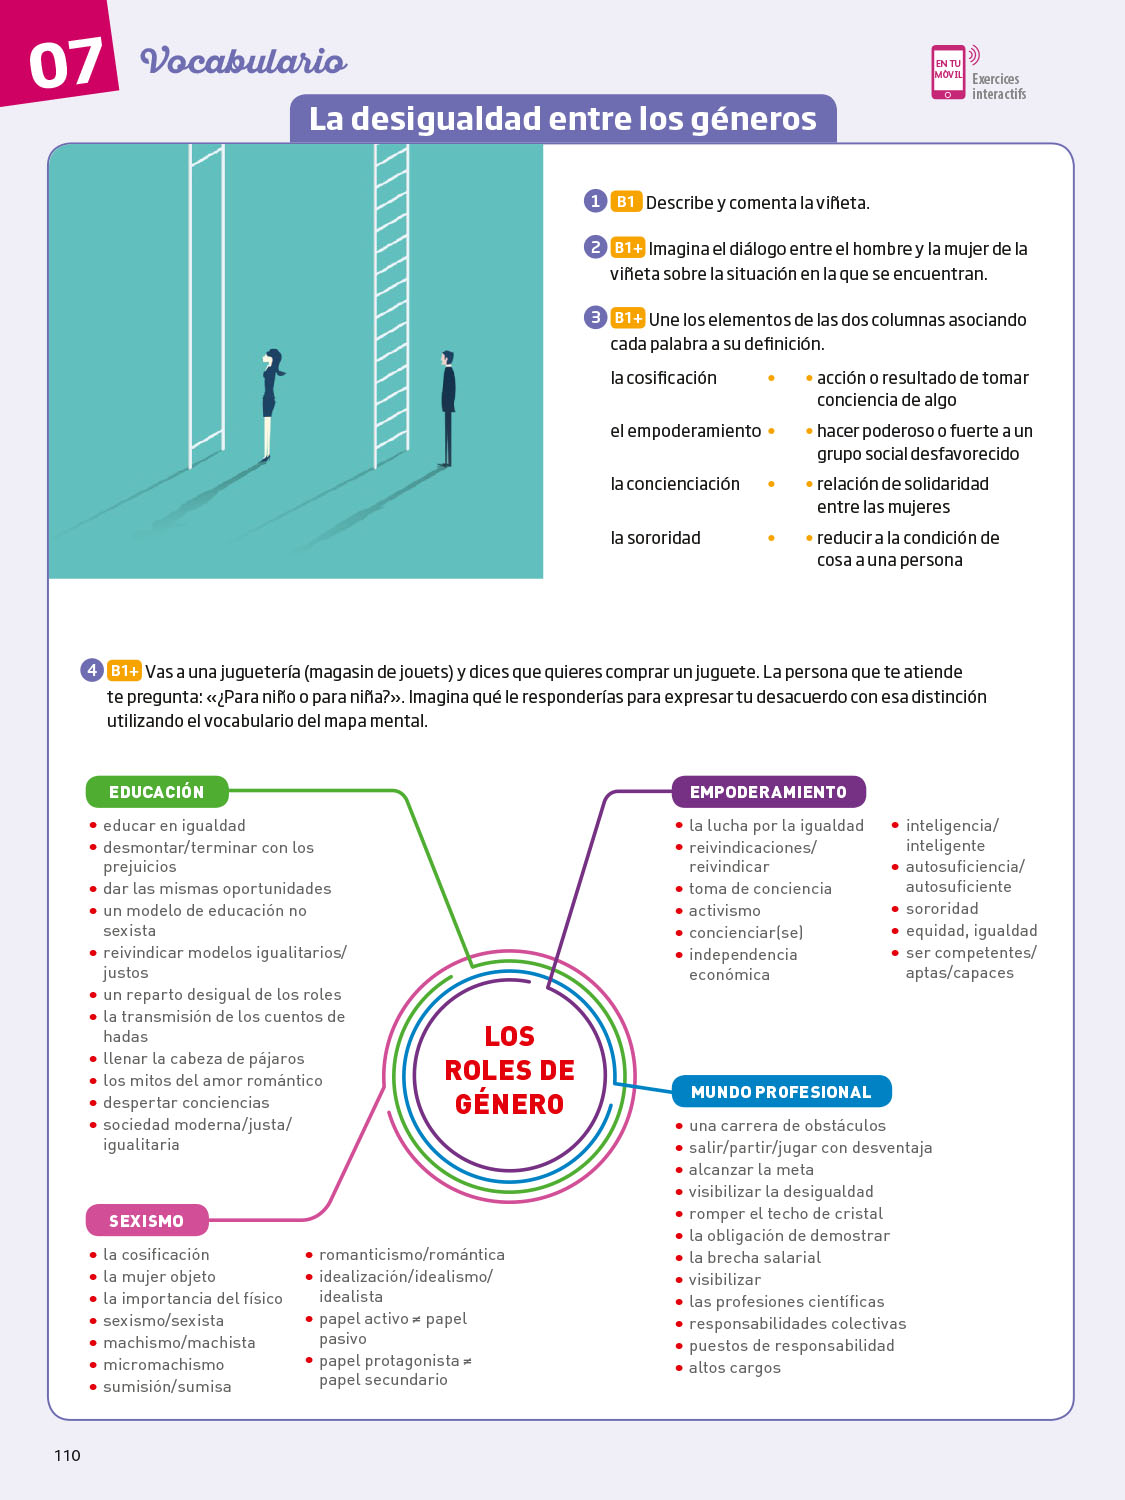 07
Vocabulario
EN TU
MÓVIL
Exercices
interactifs
La desigualdad entre los géneros
1 B1 Describe y comenta la viñeta.
2 B1+ Imagina el diálogo entre el hombre y la mujer de la
viñeta sobre la situación en la que se encuentran.
3 B1+ Une los elementos de las dos columnas asociando
cada palabra a su definición.
la cosificación • • acción o resultado de tomar
conciencia de algo
el empoderamiento • • hacer poderoso o fuerte a un
grupo social desfavorecido
la concienciación • • relación de solidaridad
entre las mujeres
la sororidad • • reducir a la condición de
cosa a una persona
4 B1+ Vas a una juguetería (magasin de jouets) y dices que quieres comprar un juguete. La persona que te atiende
te pregunta: «¿Para niño o para niña?». Imagina qué le responderías para expresar tu desacuerdo con esa distinción
utilizando el vocabulario del mapa mental.
EDUCACIÓN
• educar en igualdad
• desmontar/terminar con los
prejuicios
• dar las mismas oportunidades
• un modelo de educación no
sexista
• reivindicar modelos igualitarios/
justos
• un reparto desigual de los roles
• la transmisión de los cuentos de
hadas
• llenar la cabeza de pájaros
• los mitos del amor romántico
• despertar conciencias
• sociedad moderna/justa/
igualitaria
EMPODERAMIENTO
• la lucha por la igualdad
• reivindicaciones/
reivindicar
• toma de conciencia
• activismo
• concienciar(se)
• independencia
económica
• inteligencia/
inteligente
• autosuficiencia/
autosuficiente
• sororidad
• equidad, igualdad
• ser competentes/
aptas/capaces
LOS
ROLES DE
GÉNERO
MUNDO PROFESIONAL
• una carrera de obstáculos
• salir/partir/jugar con desventaja
• alcanzar la meta
• visibilizar la desigualdad
• romper el techo de cristal
• la obligación de demostrar
• la brecha salarial
• visibilizar
• las profesiones científicas
• responsabilidades colectivas
• puestos de responsabilidad
• altos cargos
SEXISMO
• la cosificación
• la mujer objeto
• la importancia del físico
• sexismo/sexista
• machismo/machista
• micromachismo
• sumisión/sumisa
• romanticismo/romántica
• idealización/idealismo/
idealista
• papel activo ≠ papel
pasivo
• papel protagonista ≠
papel secundario
110